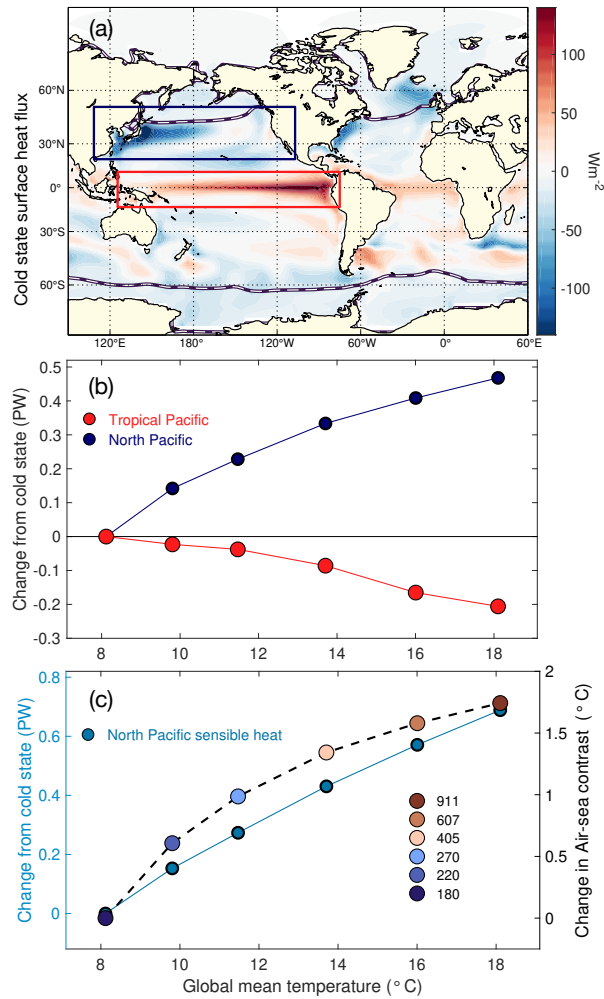 (a)
Cold state surface heat flux
60°N
30°N
0°
30°S
60°S
120°E
180°
120°W
60°W
0°
60°E
100
50
0
-50
-100
Wm-2
(b)
Change from cold state (PW)
0.5
0.4
0.3
0.2
0.1
0
-0.1
-0.2
-0.3
Tropical Pacific
North Pacific
8
10
12
14
16
18
(c)
Change from cold state (PW)
0.8
0.6
0.4
0.2
0
North Pacific sensible heat
911
607
405
270
220
180
2
1.5
1
0.5
0
Change in Air-sea contrast (°C)
8
10
12
14
16
18
Global mean temperature (°C)